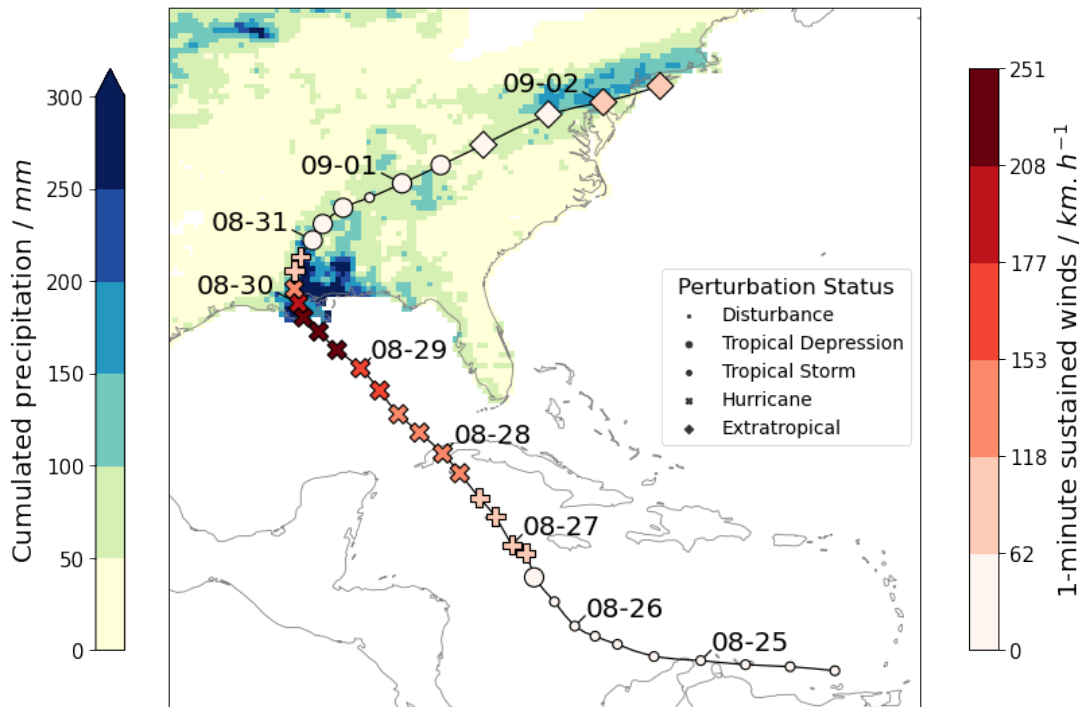 Cumulated precipitation / mm
300
250
200
150
100
50
0
09-02
09-01
08-31
08-30
08-29
08-28
08-27
08-26
08-25
Perturbation Status
Disturbance
Tropical Depression
Tropical Storm
Hurricane
Extratropical
251
208
177
153
118
62
0
1-minute sustained winds / km. h⁻¹